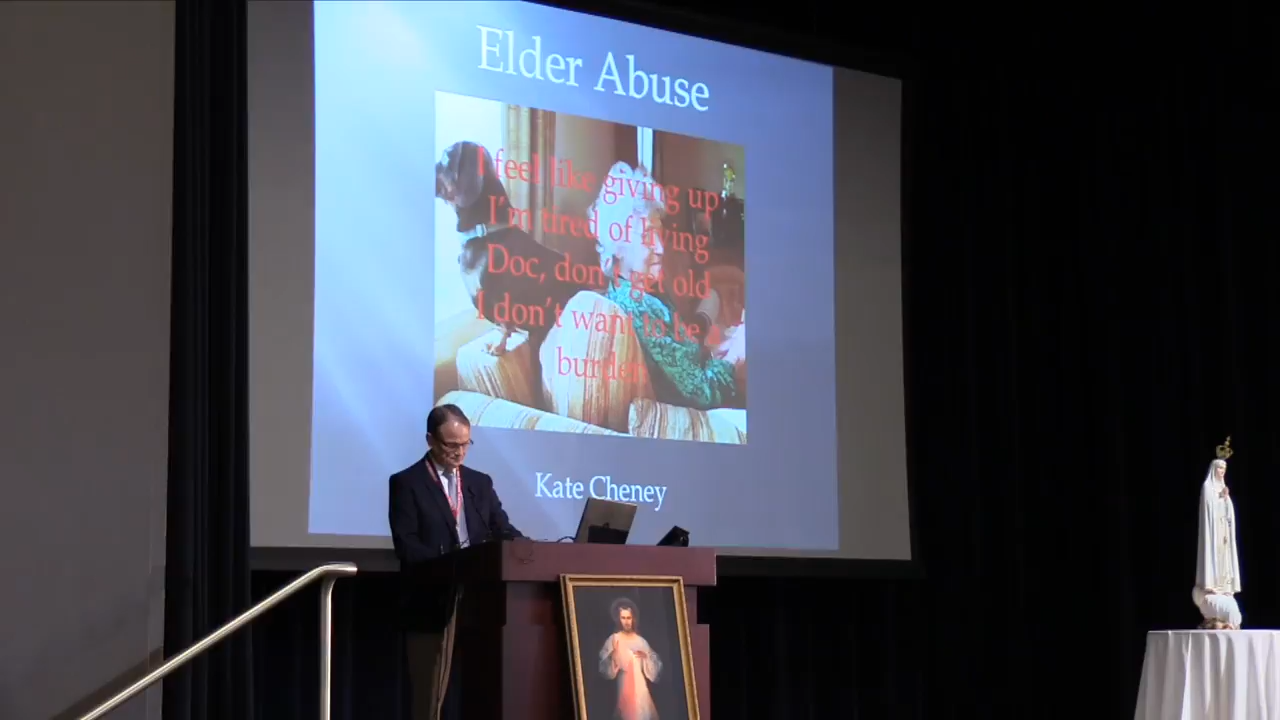 Elder Abuse
I feel like giving up
I'm tired of living
Doc, don't get old
I don't want to be a
burden
Kate Cheney